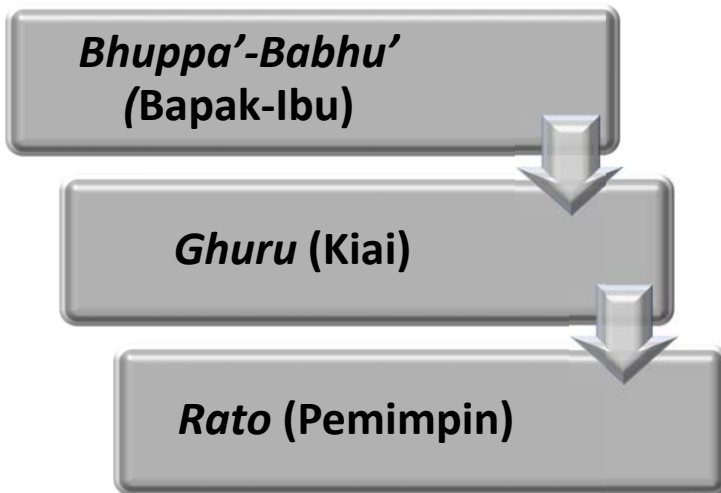 Bhuppa’-Babhu’
(Bapak-Ibu)
Ghuru (Kiai)
Rato (Pemimpin)